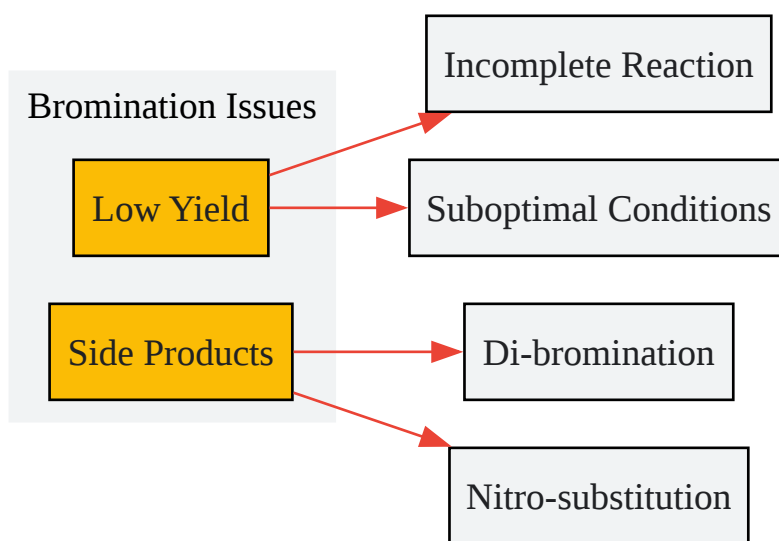 Bromination Issues
Low Yield
Side Products
Incomplete Reaction
Suboptimal Conditions
Di-bromination
Nitro-substitution